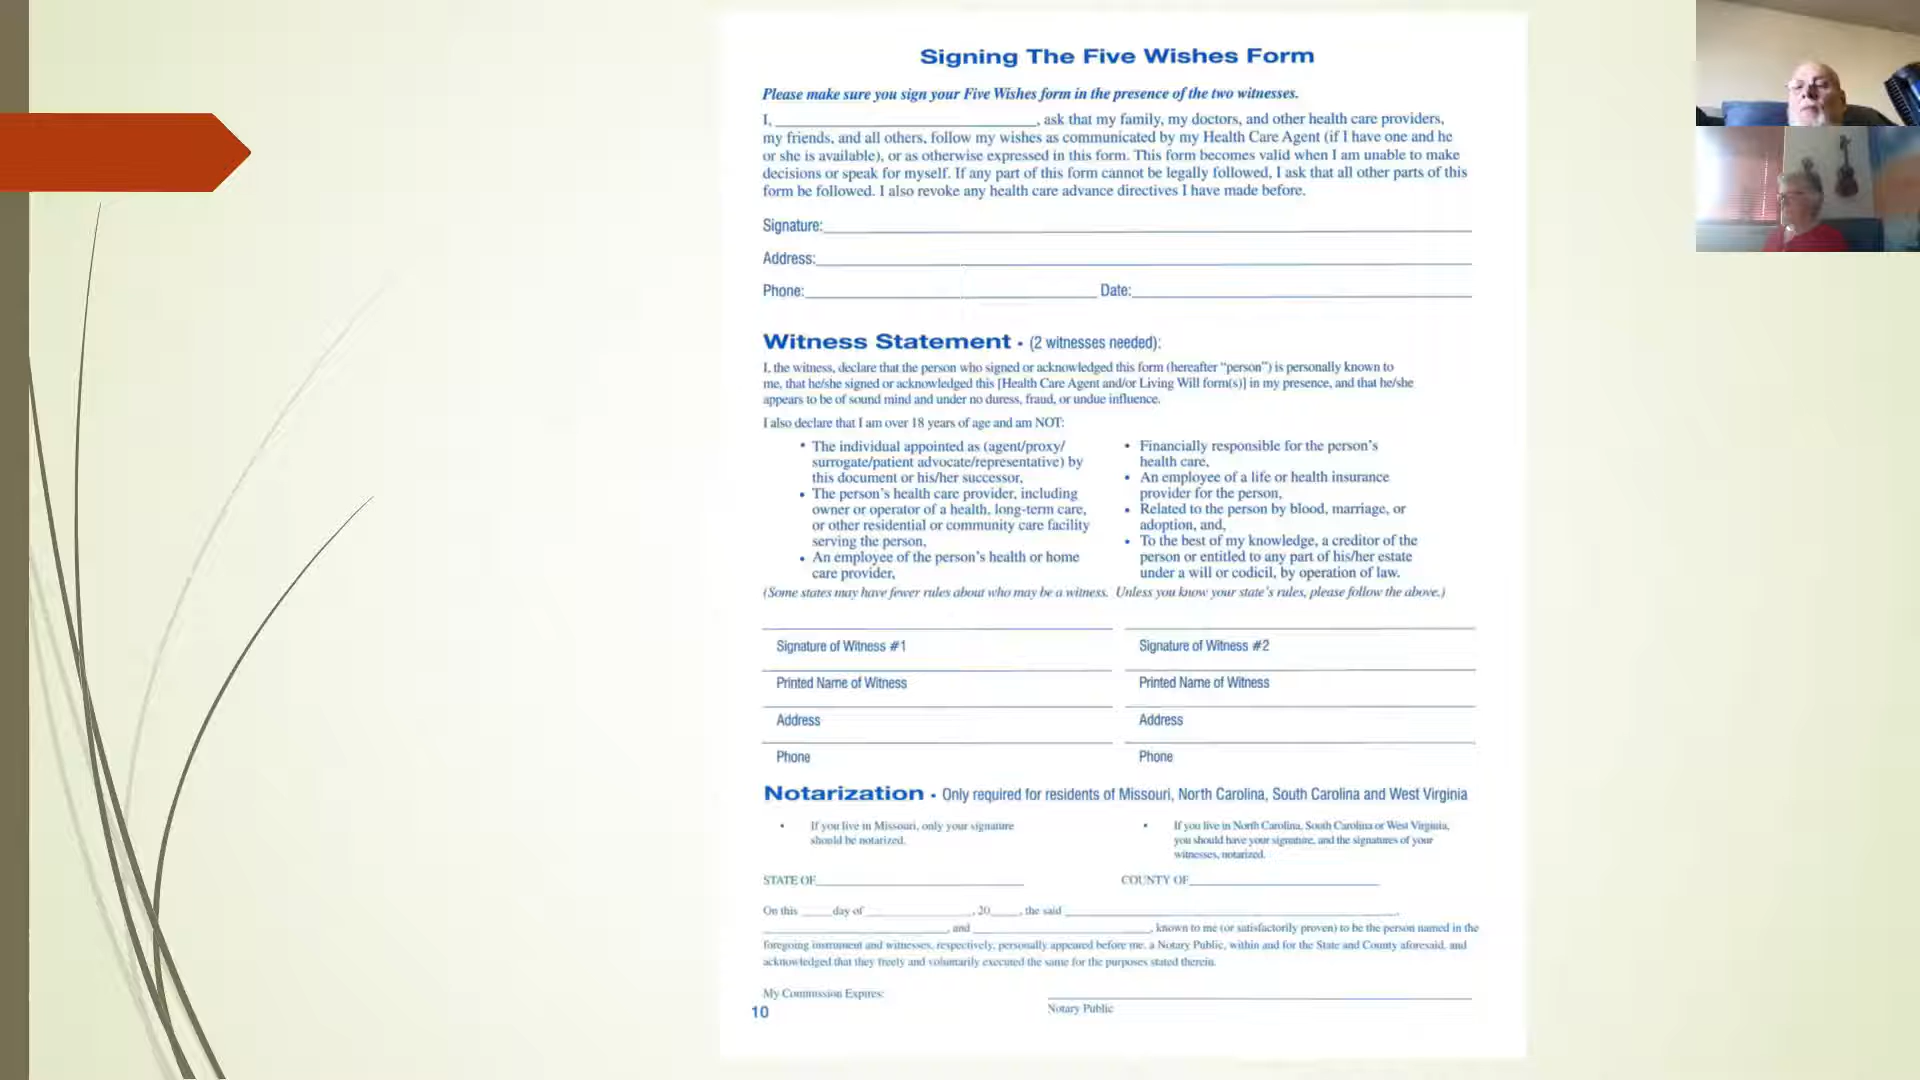 Signing The Five Wishes Form
Please make sure you sign your Five Wishes form in the presence of the two witnesses.
I, ______________________________, ask that my family, my doctors, and other health care providers,
my friends, and all others, follow my wishes as communicated by my Health Care Agent (if I have one and he
or she is available), or as otherwise expressed in this form. This form becomes valid when I am unable to make
decisions or speak for myself. If any part of this form cannot be legally followed, I ask that all other parts of this
form be followed. I also revoke any health care advance directives I have made before.
Signature:
Address:
Phone: Date:
Witness Statement • (2 witnesses needed):
I, the witness, declare that the person who signed or acknowledged this form (hereafter “person”) is personally known to
me, that he/she signed or acknowledged this [Health Care Agent and/or Living Will form(s)] in my presence, and that he/she
appears to be of sound mind and under no duress, fraud, or undue influence.
I also declare that I am over 18 years of age and am NOT:
• The individual appointed as (agent/proxy/
surrogate/patient advocate/representative) by
this document or his/her successor,
• The person’s health care provider, including
owner or operator of a health, long-term care,
or other residential or community care facility
serving the person,
• An employee of the person’s health or home
care provider,
• Financially responsible for the person’s
health care,
• An employee of a life or health insurance
provider for the person,
• Related to the person by blood, marriage, or
adoption, and,
• To the best of my knowledge, a creditor of the
person or entitled to any part of his/her estate
under a will or codicil, by operation of law.
(Some states may have fewer rules about who may be a witness. Unless you know your state’s rules, please follow the above.)
Signature of Witness #1
Printed Name of Witness
Address
Phone
Signature of Witness #2
Printed Name of Witness
Address
Phone
Notarization • Only required for residents of Missouri, North Carolina, South Carolina and West Virginia
• If you live in Missouri, only your signature
should be notarized.
• If you live in North Carolina, South Carolina or West Virginia,
you should have your signature, and the signatures of your
witnesses, notarized.
STATE OF COUNTY OF
On this ____ day of ______________, 20____, the said ______________________________,
______________________, and ______________________, known to me (or satisfactorily proven) to be the person named in the
foregoing instrument and witnesses, respectively, personally appeared before me, a Notary Public, within and for the State and County aforesaid, and
acknowledged that they freely and voluntarily executed the same for the purposes stated therein.
My Commission Expires:
Notary Public
10